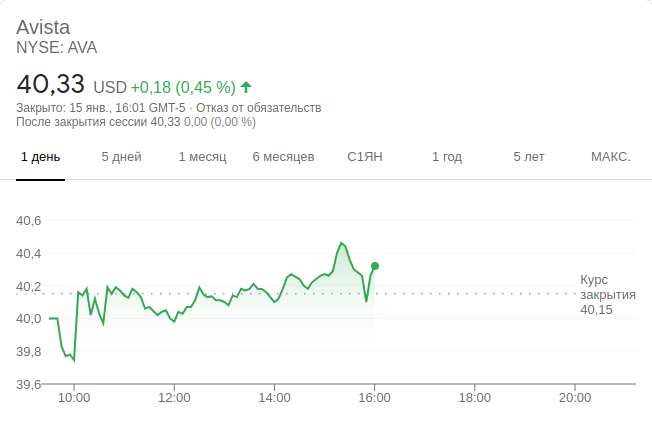 Avista
NYSE: AVA
40,33 USD +0,18 (0,45 %)
Закрыто: 15 янв., 16:01 GMT-5 · Отказ от обязательств
После закрытия сессии 40,33 0,00 (0,00 %)
1 день 5 дней 1 месяц 6 месяцев С1ЯН 1 год 5 лет МАКС.
40,6
40,4
40,2
40,0
39,8
39,6
Курс
закрытия
40,15
10:00 12:00 14:00 16:00 18:00 20:00